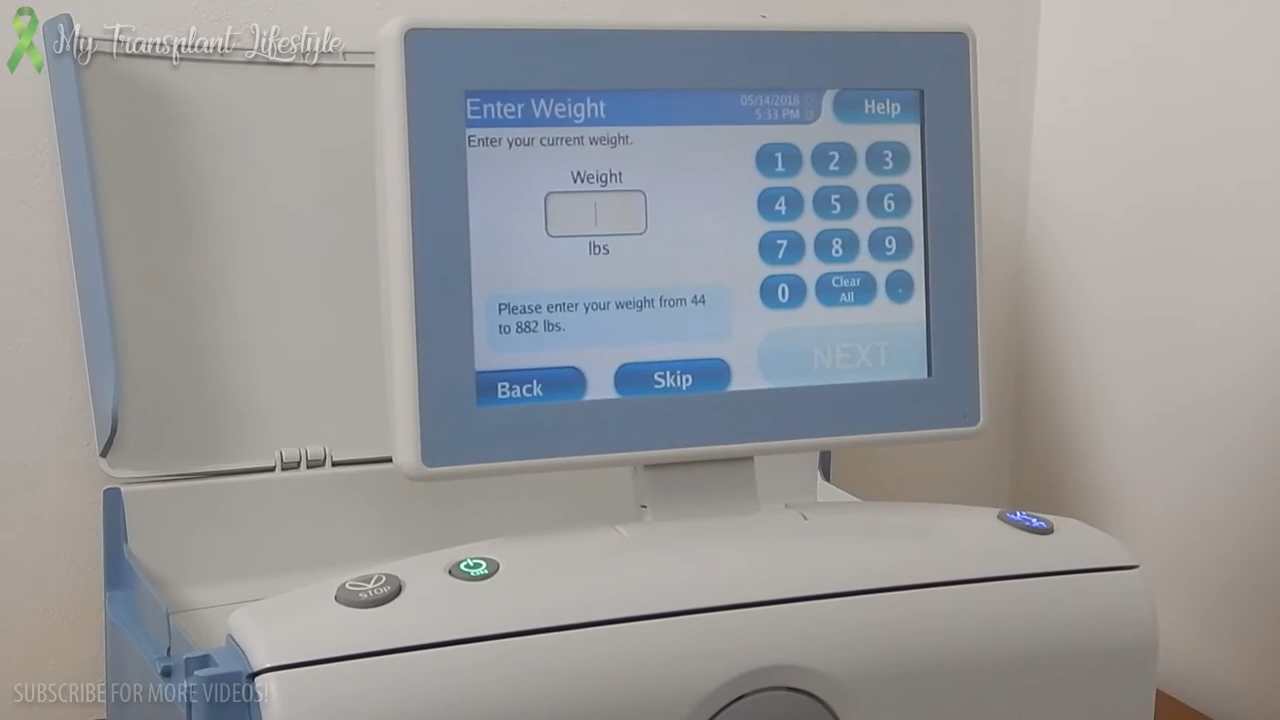 My Transplant Lifestyle
Enter Weight
05/14/2018
5:33 PM
Help
Enter your current weight.
Weight
lbs
Please enter your weight from 44
to 882 lbs.
1 2 3
4 5 6
7 8 9
0 Clear All .
Back
Skip
NEXT
STOP
ON
SUBSCRIBE FOR MORE VIDEOS!